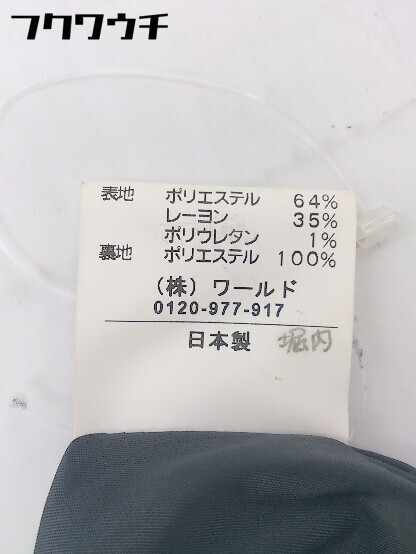 フクワウチ
表地 ポリエステル 64%
レーヨン 35%
ポリウレタン 1%
裏地 ポリエステル 100%
(株) ワールド
0120-977-917
日本製 堀内